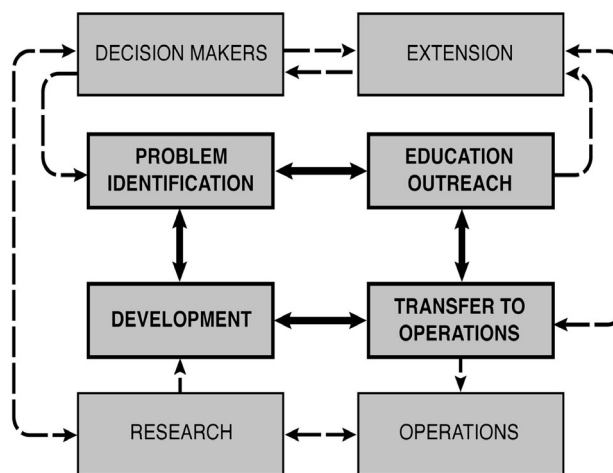 DECISION MAKERS
EXTENSION
PROBLEM
IDENTIFICATION
EDUCATION
OUTREACH
DEVELOPMENT
TRANSFER TO
OPERATIONS
RESEARCH
OPERATIONS